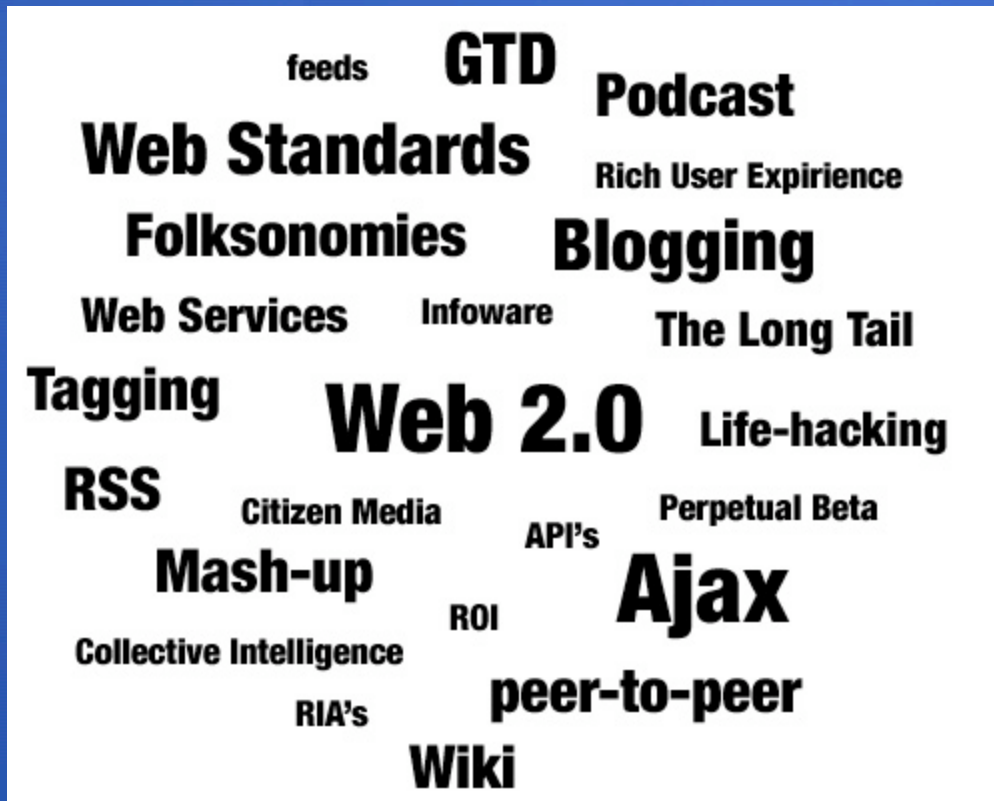 feeds
GTD
Podcast
Web Standards
Rich User Expirience
Folksonomies
Blogging
Web Services
Infoware
The Long Tail
Tagging
Web 2.0
Life-hacking
RSS
Citizen Media
Perpetual Beta
API's
Mash-up
Ajax
ROI
Collective Intelligence
peer-to-peer
RIA's
Wiki